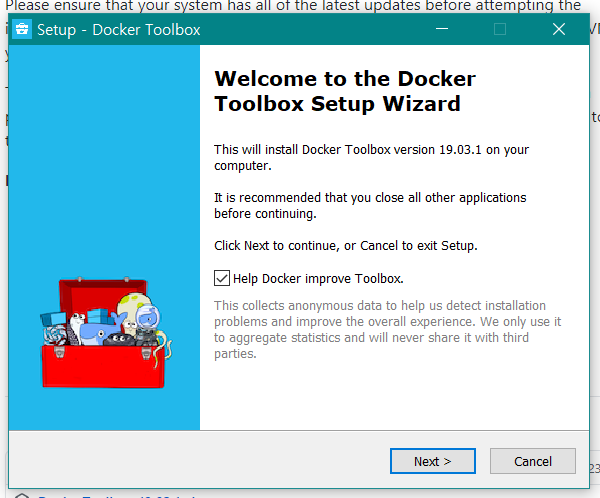 Please ensure that your system has all of the latest updates before attempting the
Setup - Docker Toolbox
Welcome to the Docker
Toolbox Setup Wizard
This will install Docker Toolbox version 19.03.1 on your
computer.
It is recommended that you close all other applications
before continuing.
Click Next to continue, or Cancel to exit Setup.
Help Docker improve Toolbox.
This collects anonymous data to help us detect installation
problems and improve the overall experience. We only use it
to aggregate statistics and will never share it with third
parties.
Next >
Cancel